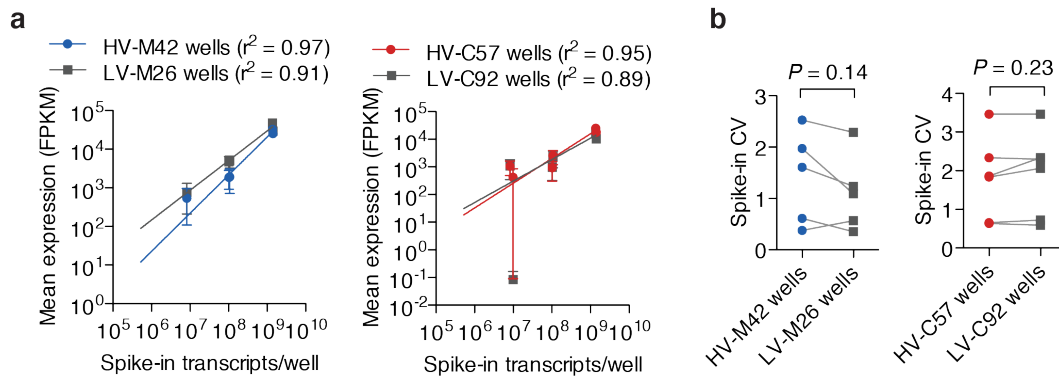 a
HV-M42 wells (r² = 0.97)
LV-M26 wells (r² = 0.91)
Mean expression (FPKM)
10⁵
10⁴
10³
10²
10¹
10⁰
10⁵ 10⁶ 10⁷ 10⁸ 10⁹ 10¹⁰
Spike-in transcripts/well
HV-C57 wells (r² = 0.95)
LV-C92 wells (r² = 0.89)
Mean expression (FPKM)
10⁵
10⁴
10³
10²
10¹
10⁰
10⁻¹
10⁻²
10⁵ 10⁶ 10⁷ 10⁸ 10⁹ 10¹⁰
Spike-in transcripts/well
b
P = 0.14
Spike-in CV
3
2
1
0
HV-M42 wells
LV-M26 wells
P = 0.23
Spike-in CV
4
3
2
1
0
HV-C57 wells
LV-C92 wells